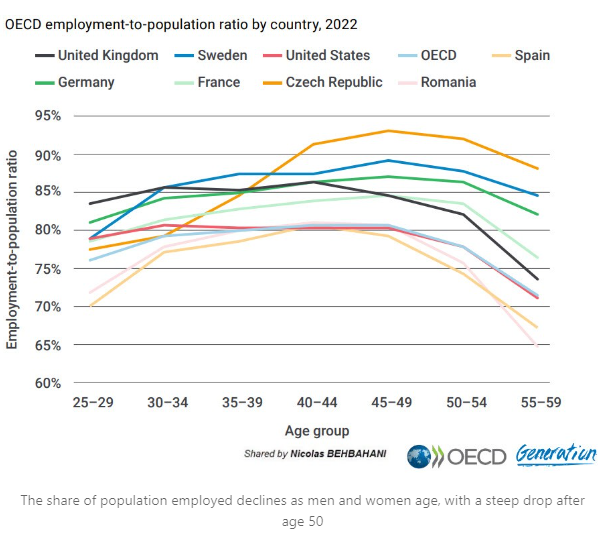 OECD employment-to-population ratio by country, 2022
United Kingdom Sweden United States OECD Spain
Germany France Czech Republic Romania
95%
90%
85%
80%
75%
70%
65%
60%
Employment-to-population ratio
25–29 30–34 35–39 40–44 45–49 50–54 55–59
Age group
Shared by Nicolas BEHBAHANI
OECD Generation
The share of population employed declines as men and women age, with a steep drop after
age 50